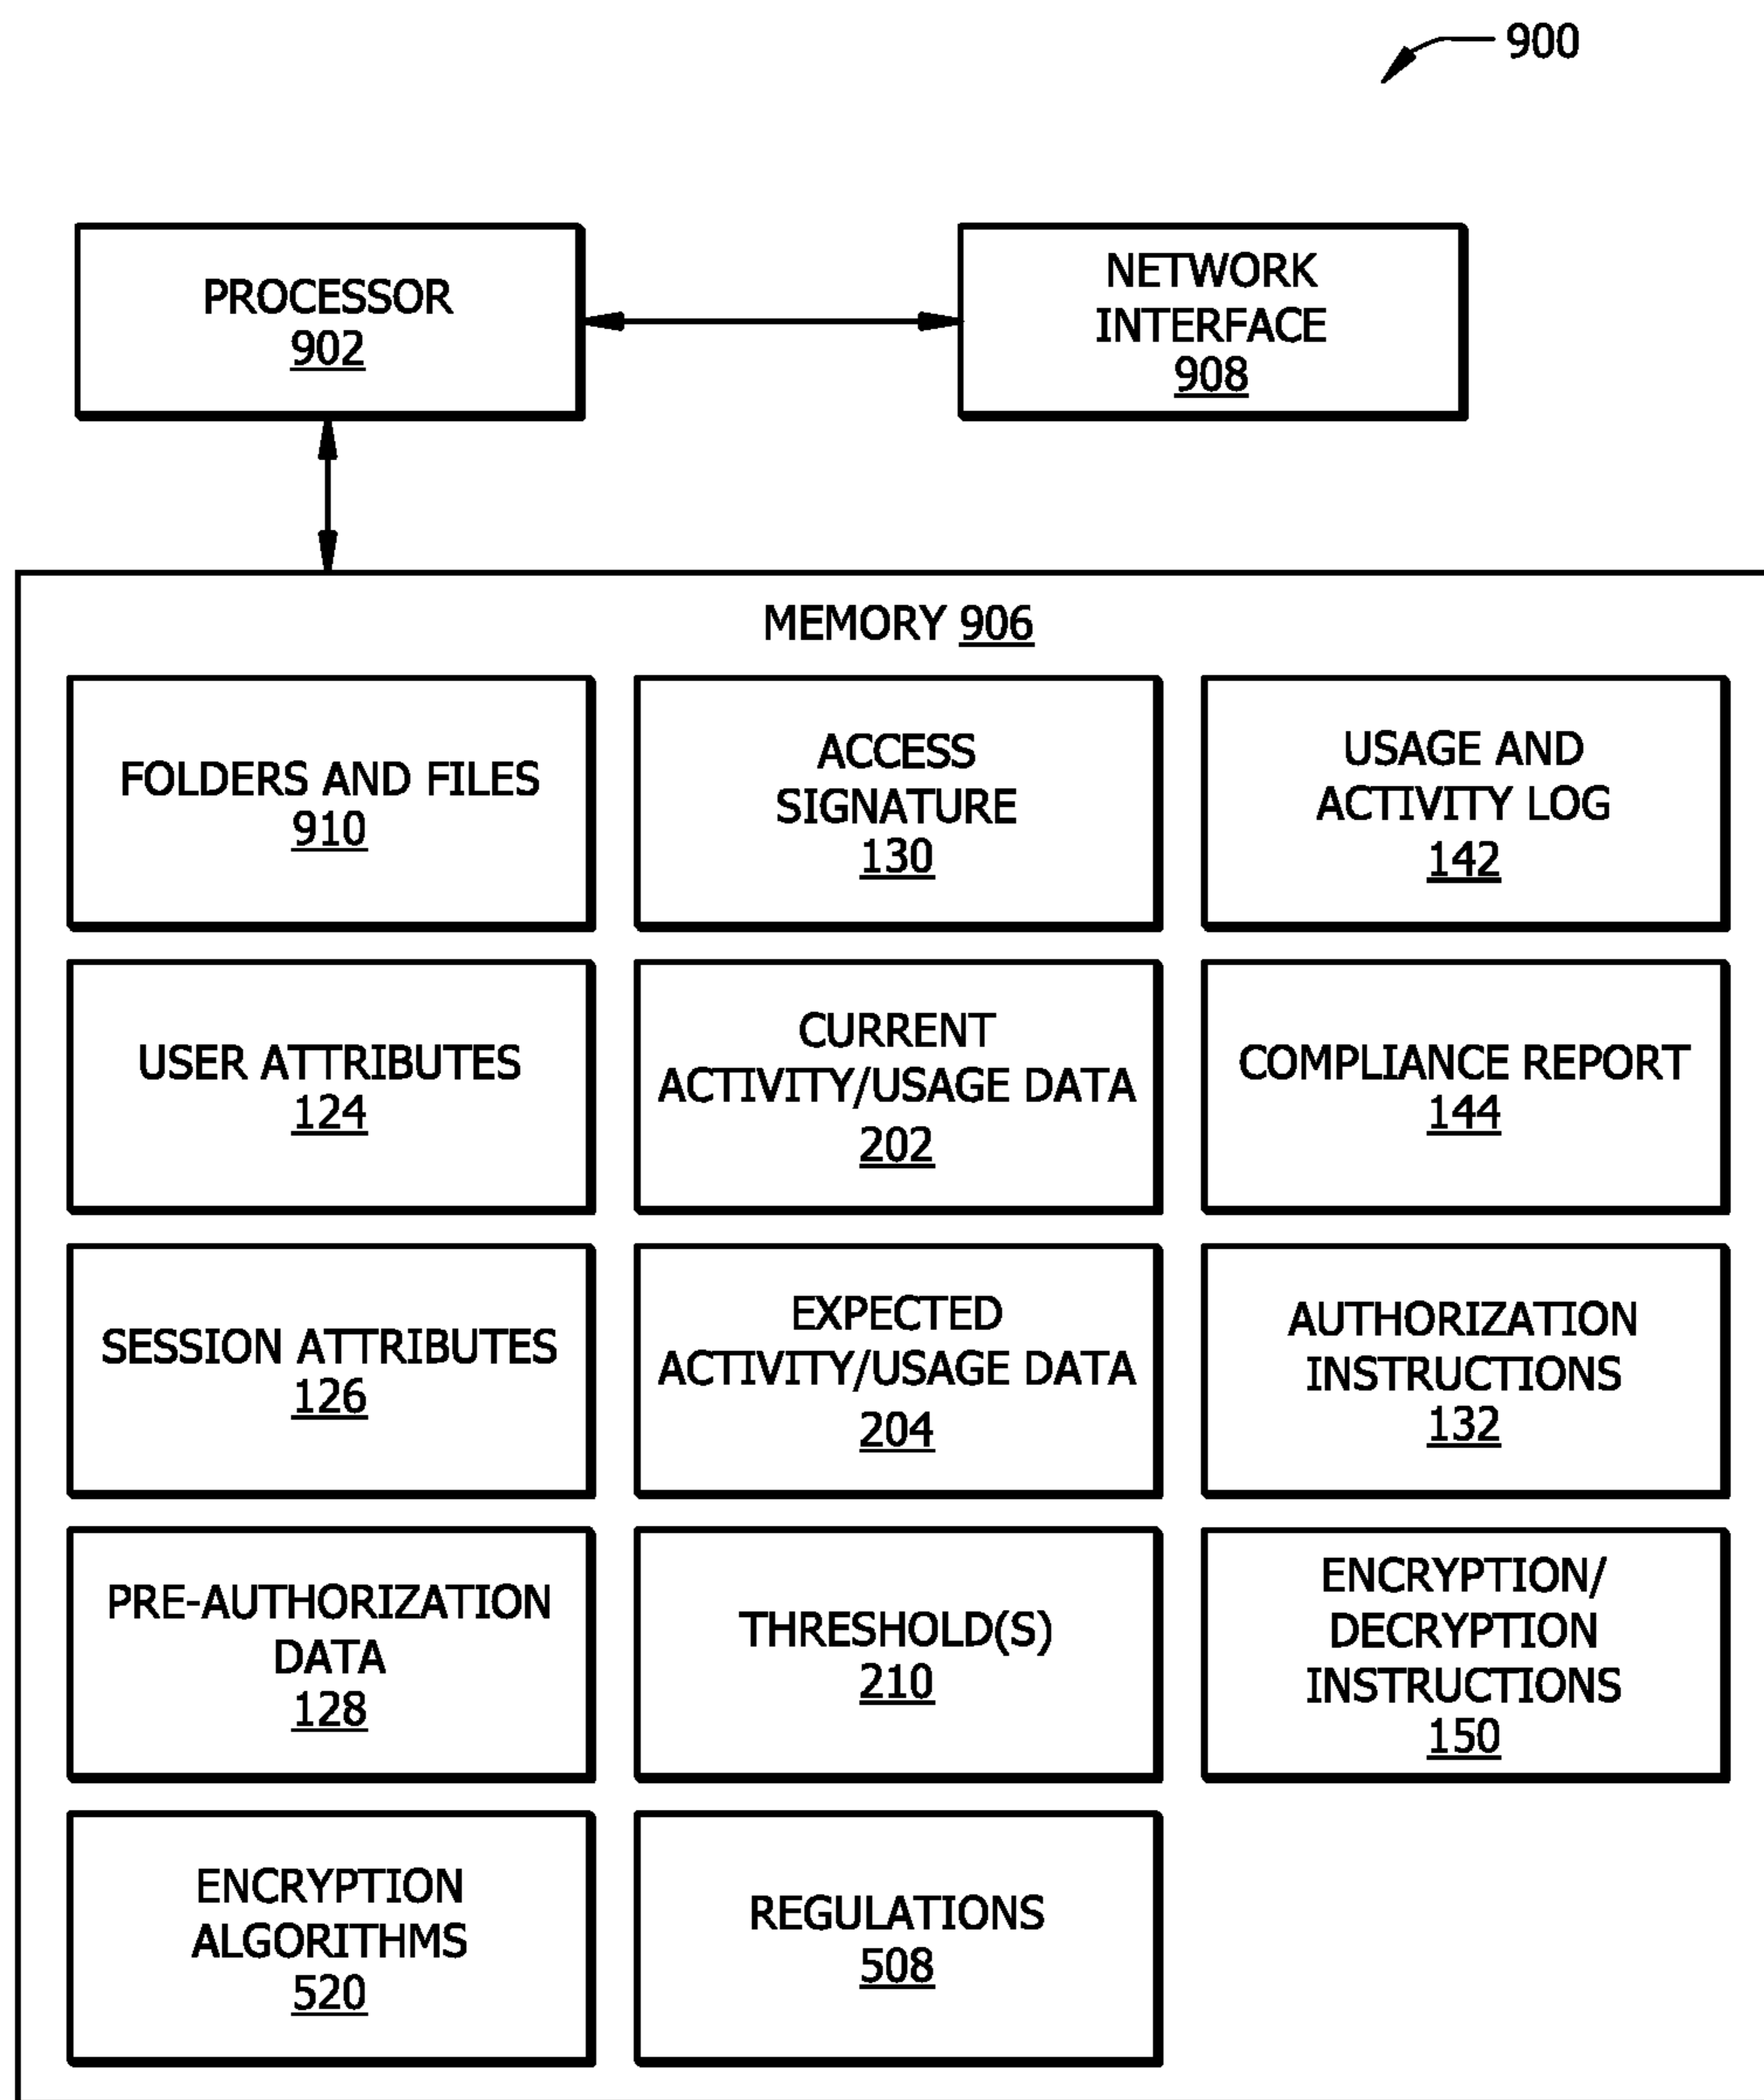 900
PROCESSOR
902
NETWORK
INTERFACE
908
MEMORY 906
FOLDERS AND FILES
910
ACCESS
SIGNATURE
130
USAGE AND
ACTIVITY LOG
142
USER ATTRIBUTES
124
CURRENT
ACTIVITY/USAGE DATA
202
COMPLIANCE REPORT
144
SESSION ATTRIBUTES
126
EXPECTED
ACTIVITY/USAGE DATA
204
AUTHORIZATION
INSTRUCTIONS
132
PRE-AUTHORIZATION
DATA
128
THRESHOLD(S)
210
ENCRYPTION/
DECRYPTION
INSTRUCTIONS
150
ENCRYPTION
ALGORITHMS
520
REGULATIONS
508